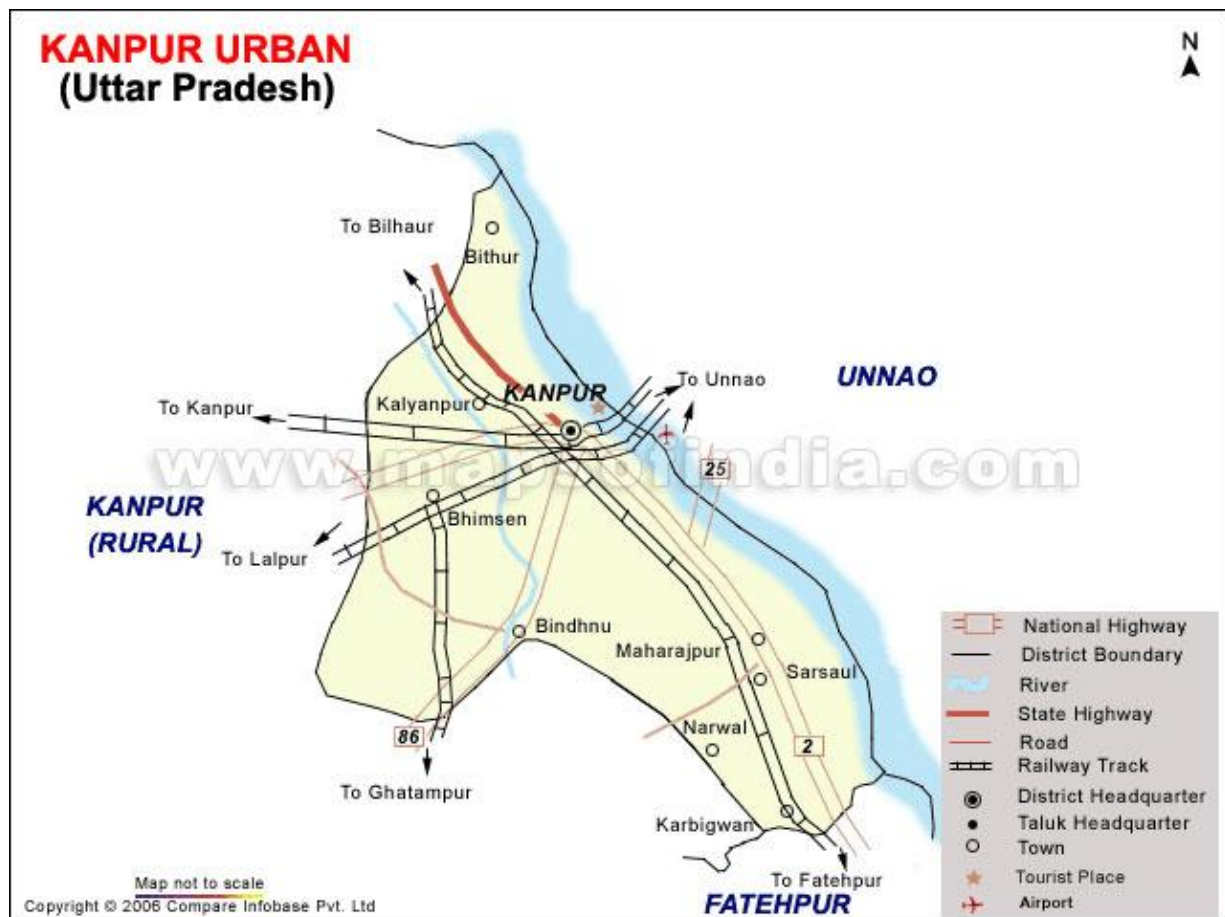 KANPUR URBAN
(Uttar Pradesh)
N
To Bilhaur
Bithur
KANPUR
To Unnao
UNNAO
To Kanpur
Kalyanpur
www.mapsofindia.com
25
KANPUR
(RURAL)
Bhimsen
To Lalpur
Bindhnu
Maharajpur
Sarsaul
Narwal
86
2
To Ghatampur
Karbigwan
To Fatehpur
FATEHPUR
National Highway
District Boundary
River
State Highway
Road
Railway Track
District Headquarter
Taluk Headquarter
Town
Tourist Place
Airport
Map not to scale
Copyright © 2006 Compare Infobase Pvt. Ltd